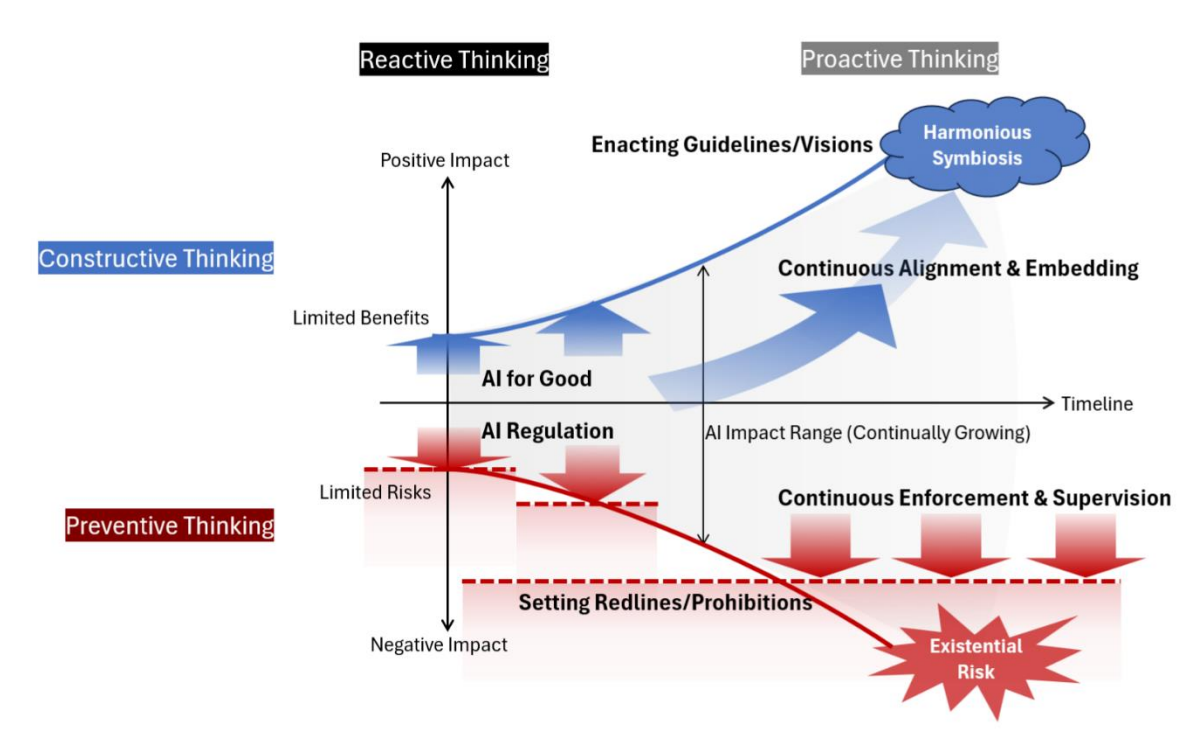 Reactive Thinking
Proactive Thinking
Enacting Guidelines/Visions
Harmonious
Symbiosis
Positive Impact
Constructive Thinking
Continuous Alignment & Embedding
Limited Benefits
AI for Good
Timeline
AI Regulation
AI Impact Range (Continually Growing)
Limited Risks
Continuous Enforcement & Supervision
Preventive Thinking
Setting Redlines/Prohibitions
Negative Impact
Existential
Risk